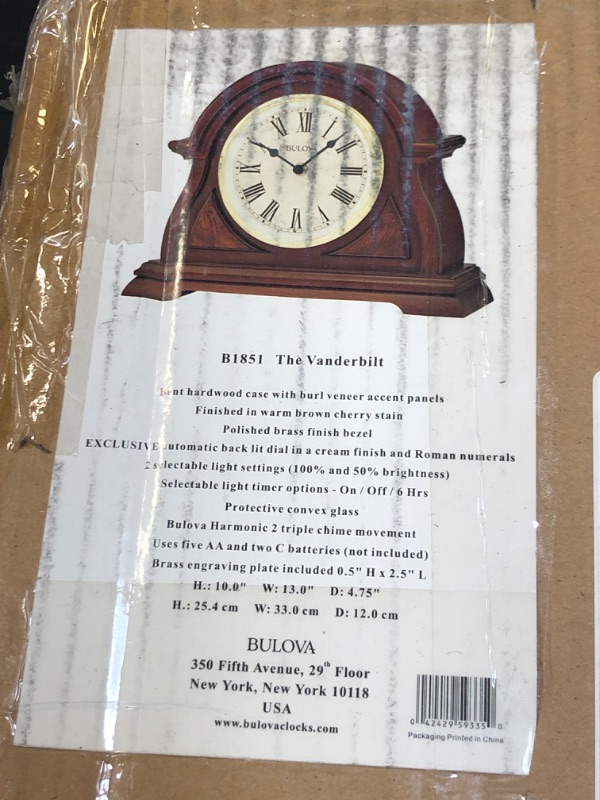 BULOVA
B1851 The Vanderbilt
Bent hardwood case with burl veneer accent panels
Finished in warm brown cherry stain
Polished brass finish bezel
EXCLUSIVE automatic back lit dial in a cream finish and Roman numerals
2 selectable light settings (100% and 50% brightness)
Selectable light timer options - On / Off / 6 Hrs
Protective convex glass
Bulova Harmonic 2 triple chime movement
Uses five AA and two C batteries (not included)
Brass engraving plate included 0.5" H x 2.5" L
H.: 10.0" W: 13.0" D: 4.75"
H.: 25.4 cm W: 33.0 cm D: 12.0 cm
BULOVA
350 Fifth Avenue, 29th Floor
New York, New York 10118
USA
www.bulovaclocks.com
0 42429 59335 0
Packaging Printed in China